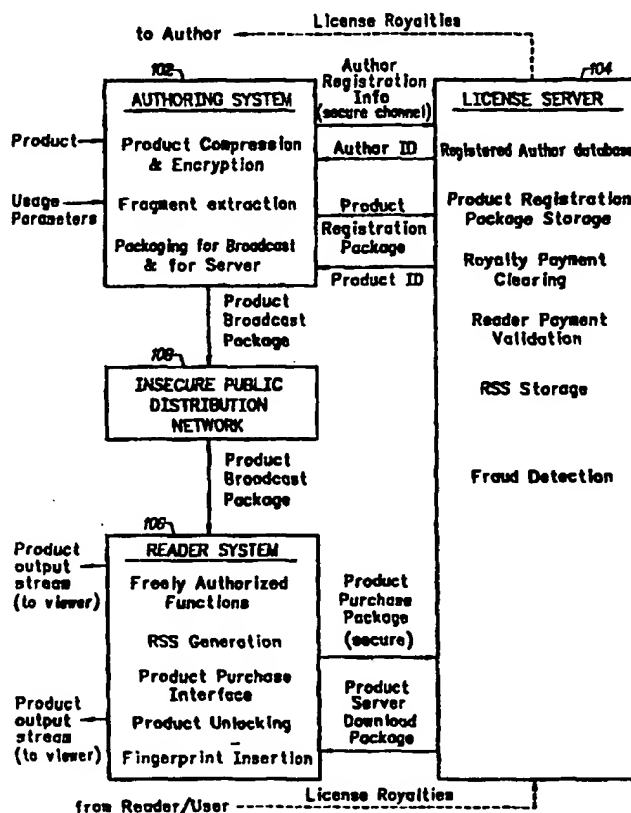 License Royalties
to Author
102
AUTHORING SYSTEM
Product Compression
& Encryption
Fragment extraction
Packaging for Broadcast
& for Server
Product
Usage
Parameters
Author
Registration
Info
(secure channel)
Author ID
Product
Registration
Package
Product ID
104
LICENSE SERVER
Registered Author database
Product Registration
Package Storage
Royalty Payment
Clearing
Reader Payment
Validation
RSS Storage
Fraud Detection
Product
Broadcast
Package
108
INSECURE PUBLIC
DISTRIBUTION
NETWORK
Product
Broadcast
Package
106
READER SYSTEM
Freely Authorized
Functions
RSS Generation
Product Purchase
Interface
Product Unlocking
Fingerprint Insertion
Product
output
stream
(to viewer)
Product
output
stream
(to viewer)
Product
Purchase
Package
(secure)
Product
Server
Download
Package
from Reader/User
License Royalties